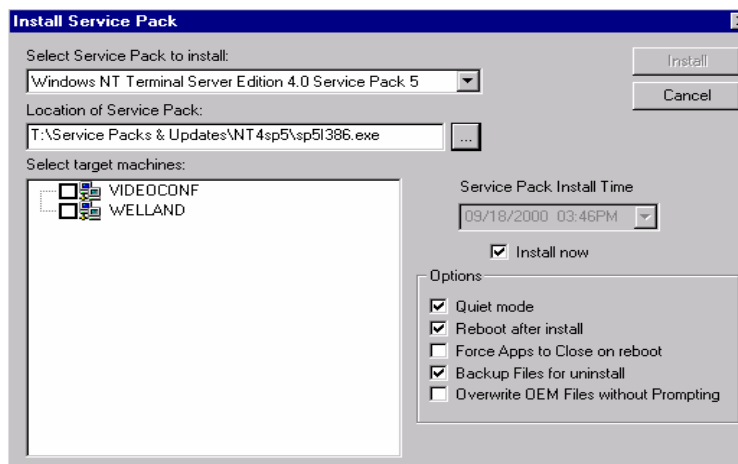 Install Service Pack
Select Service Pack to install:
Windows NT Terminal Server Edition 4.0 Service Pack 5
Install
Cancel
Location of Service Pack:
T:\Service Packs & Updates\NT4sp5\sp5I386.exe
...
Select target machines:
VIDEOCONF
WELLAND
Service Pack Install Time
09/18/2000 03:46PM
Install now
Options
Quiet mode
Reboot after install
Force Apps to Close on reboot
Backup Files for uninstall
Overwrite OEM Files without Prompting